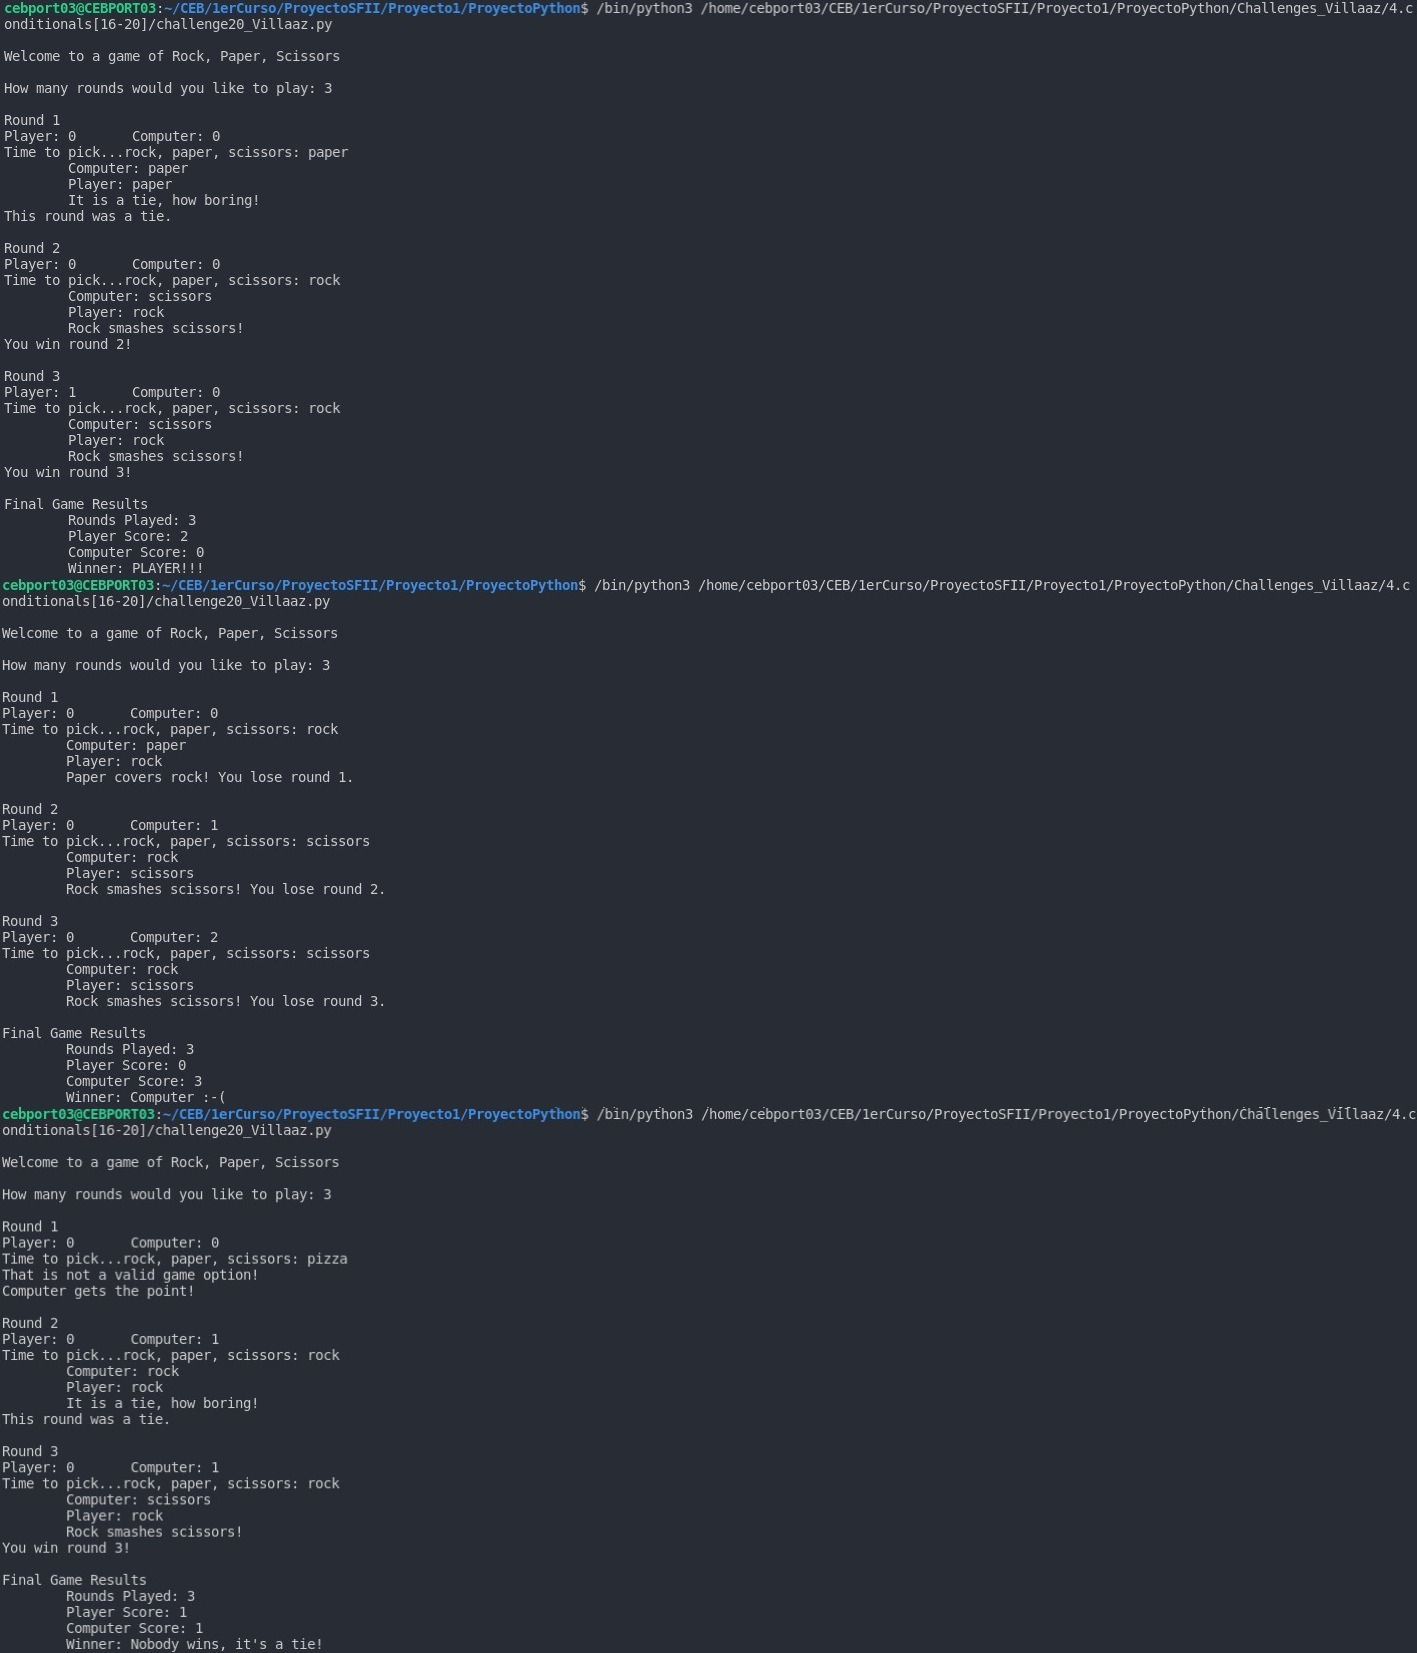 cebport03@CEBPORT03:~/CEB/1erCurso/ProyectoSFII/Proyecto1/ProyectoPython$ /bin/python3 /home/cebport03/CEB/1erCurso/ProyectoSFII/Proyecto1/ProyectoPython/Challenges_Villaaz/4.c
onditionals[16-20]/challenge20_Villaaz.py

Welcome to a game of Rock, Paper, Scissors

How many rounds would you like to play: 3

Round 1
Player: 0       Computer: 0
Time to pick...rock, paper, scissors: paper
        Computer: paper
        Player: paper
        It is a tie, how boring!
This round was a tie.

Round 2
Player: 0       Computer: 0
Time to pick...rock, paper, scissors: rock
        Computer: scissors
        Player: rock
        Rock smashes scissors!
You win round 2!

Round 3
Player: 1       Computer: 0
Time to pick...rock, paper, scissors: rock
        Computer: scissors
        Player: rock
        Rock smashes scissors!
You win round 3!

Final Game Results
        Rounds Played: 3
        Player Score: 2
        Computer Score: 0
        Winner: PLAYER!!!
cebport03@CEBPORT03:~/CEB/1erCurso/ProyectoSFII/Proyecto1/ProyectoPython$ /bin/python3 /home/cebport03/CEB/1erCurso/ProyectoSFII/Proyecto1/ProyectoPython/Challenges_Villaaz/4.c
onditionals[16-20]/challenge20_Villaaz.py

Welcome to a game of Rock, Paper, Scissors

How many rounds would you like to play: 3

Round 1
Player: 0       Computer: 0
Time to pick...rock, paper, scissors: rock
        Computer: paper
        Player: rock
        Paper covers rock! You lose round 1.

Round 2
Player: 0       Computer: 1
Time to pick...rock, paper, scissors: scissors
        Computer: rock
        Player: scissors
        Rock smashes scissors! You lose round 2.

Round 3
Player: 0       Computer: 2
Time to pick...rock, paper, scissors: scissors
        Computer: rock
        Player: scissors
        Rock smashes scissors! You lose round 3.

Final Game Results
        Rounds Played: 3
        Player Score: 0
        Computer Score: 3
        Winner: Computer :-(
cebport03@CEBPORT03:~/CEB/1erCurso/ProyectoSFII/Proyecto1/ProyectoPython$ /bin/python3 /home/cebport03/CEB/1erCurso/ProyectoSFII/Proyecto1/ProyectoPython/Challenges_Villaaz/4.c
onditionals[16-20]/challenge20_Villaaz.py

Welcome to a game of Rock, Paper, Scissors

How many rounds would you like to play: 3

Round 1
Player: 0       Computer: 0
Time to pick...rock, paper, scissors: pizza
That is not a valid game option!
Computer gets the point!

Round 2
Player: 0       Computer: 1
Time to pick...rock, paper, scissors: rock
        Computer: rock
        Player: rock
        It is a tie, how boring!
This round was a tie.

Round 3
Player: 0       Computer: 1
Time to pick...rock, paper, scissors: rock
        Computer: scissors
        Player: rock
        Rock smashes scissors!
You win round 3!

Final Game Results
        Rounds Played: 3
        Player Score: 1
        Computer Score: 1
        Winner: Nobody wins, it's a tie!